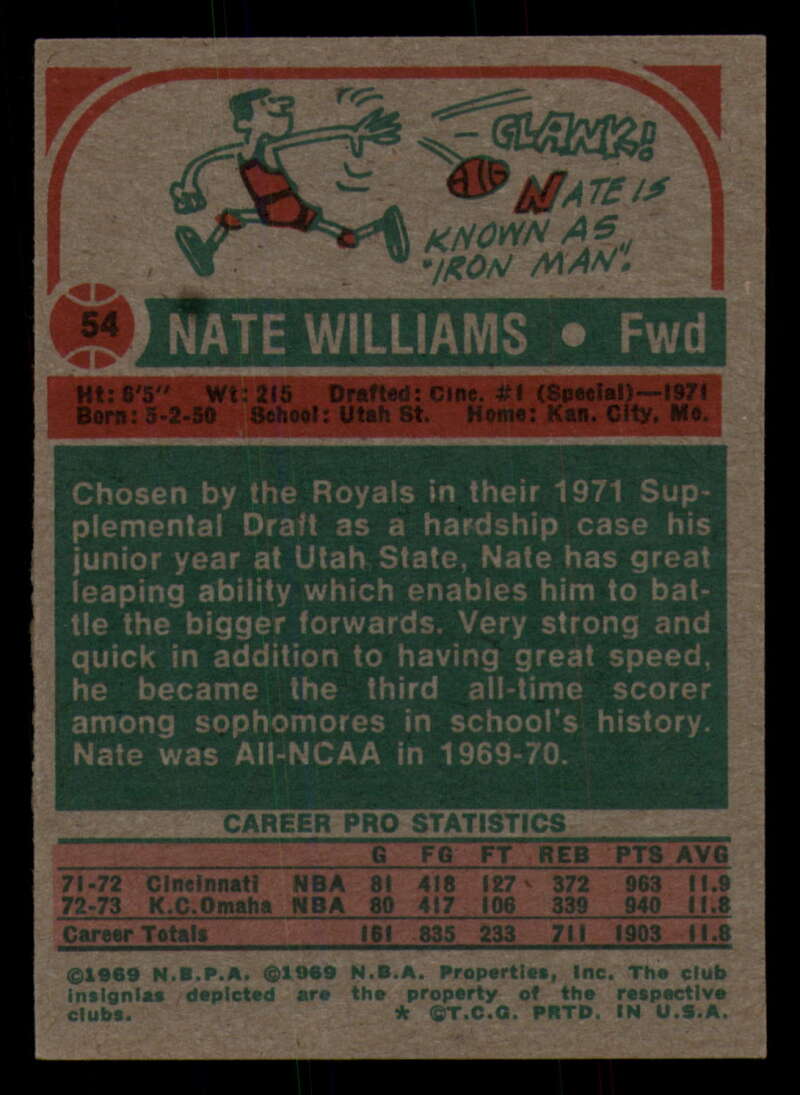 CLANK!
NATE IS
KNOWN AS
"IRON MAN".
54
NATE WILLIAMS • Fwd
Ht: 6'5" Wt: 215 Drafted: Cinc. #1 (Special)—1971
Born: 5-2-50 School: Utah St. Home: Kan. City, Mo.
Chosen by the Royals in their 1971 Sup-
plemental Draft as a hardship case his
junior year at Utah State, Nate has great
leaping ability which enables him to bat-
tle the bigger forwards. Very strong and
quick in addition to having great speed,
he became the third all-time scorer
among sophomores in school's history.
Nate was All-NCAA in 1969-70.
CAREER PRO STATISTICS
G FG FT REB PTS AVG
71-72 Cincinnati NBA 81 418 127 372 963 11.9
72-73 K.C.Omaha NBA 80 417 106 339 940 11.8
Career Totals 161 835 233 711 1903 11.8
©1969 N.B.P.A. ©1969 N.B.A. Properties, Inc. The club
insignias depicted are the property of the respective
clubs. * ©T.C.G. PRTD. IN U.S.A.